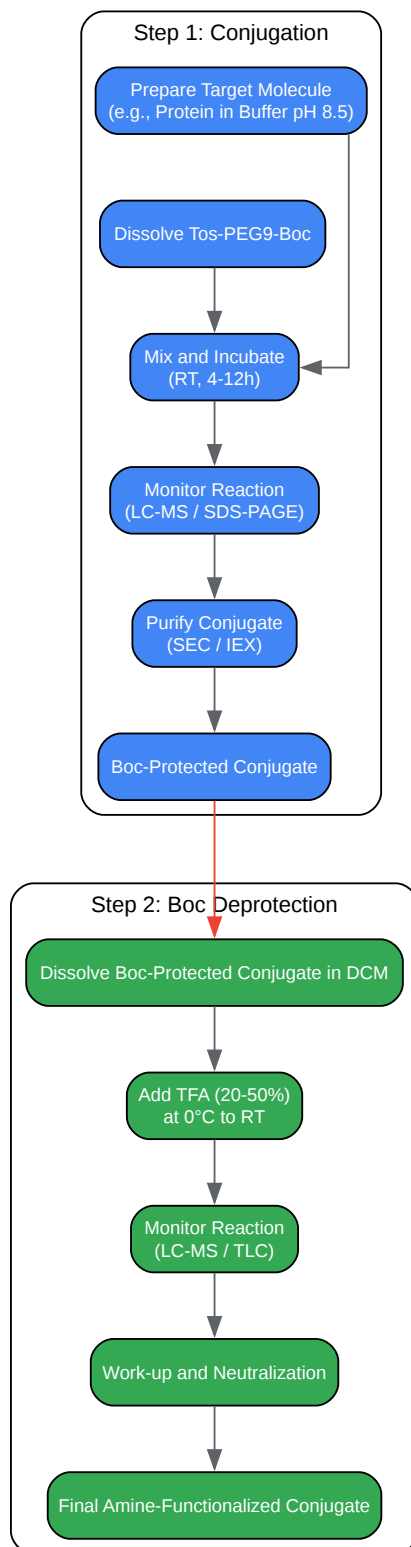 Step 1: Conjugation
Prepare Target Molecule
(e.g., Protein in Buffer pH 8.5)
Dissolve Tos-PEG9-Boc
Mix and Incubate
(RT, 4-12h)
Monitor Reaction
(LC-MS / SDS-PAGE)
Purify Conjugate
(SEC / IEX)
Boc-Protected Conjugate
Step 2: Boc Deprotection
Dissolve Boc-Protected Conjugate in DCM
Add TFA (20-50%)
at 0°C to RT
Monitor Reaction
(LC-MS / TLC)
Work-up and Neutralization
Final Amine-Functionalized Conjugate